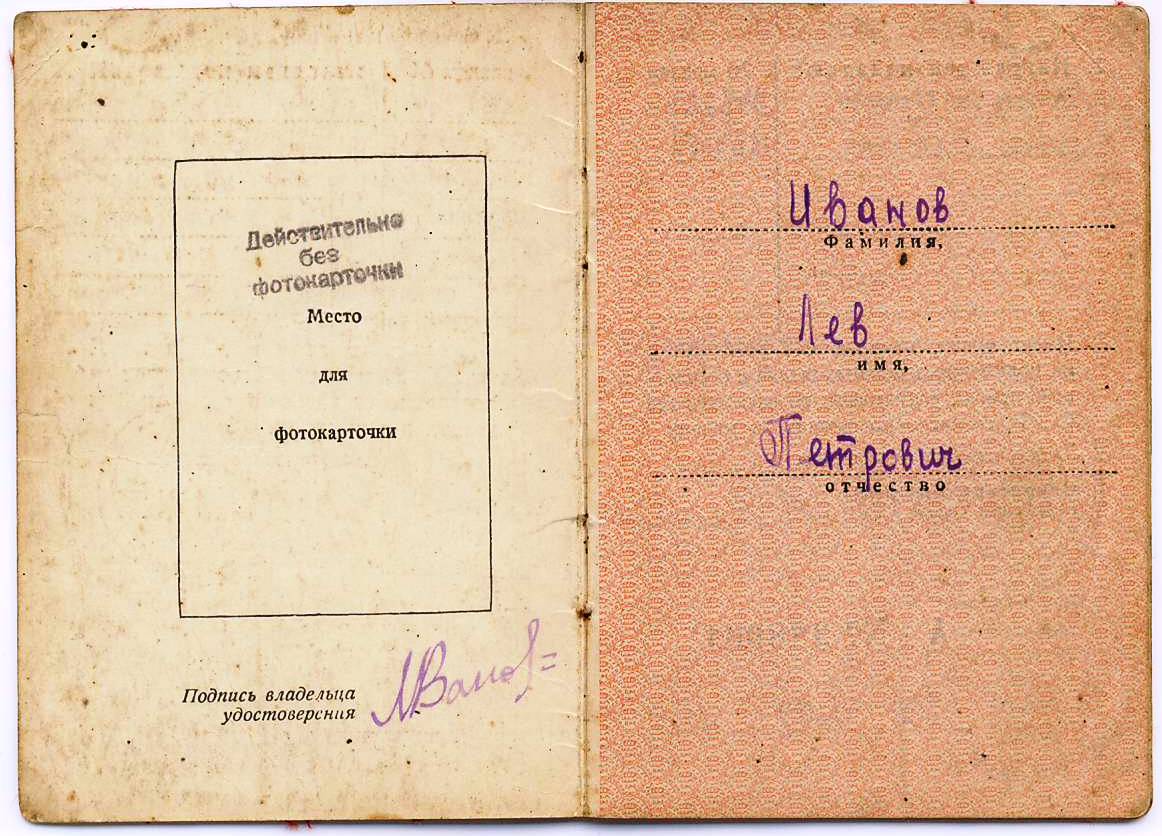 Действительно
без
фотокарточки
Место
для
фотокарточки
Подпись владельца
удостоверения
Иванов
Фамилия,
Лев
имя,
Петрович
отчество